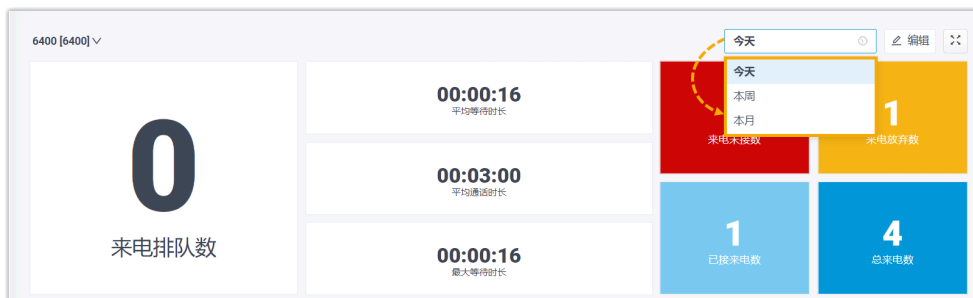 6400 [6400]
今天
编辑
今天
本周
本月
0
来电排队数
00:00:16
平均等待时长
00:03:00
平均通话时长
00:00:16
最大等待时长
来电未接数
1
来电放弃数
1
已接来电数
4
总来电数